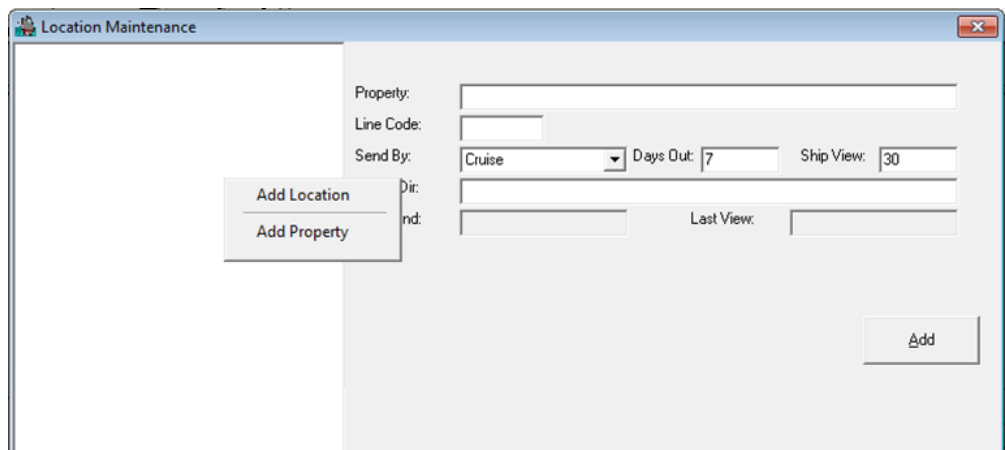 Location Maintenance
Property:
Line Code:
Send By: Cruise Days Out: 7 Ship View: 30
Add Location
Dir:
Add Property
nd: Last View:
Add